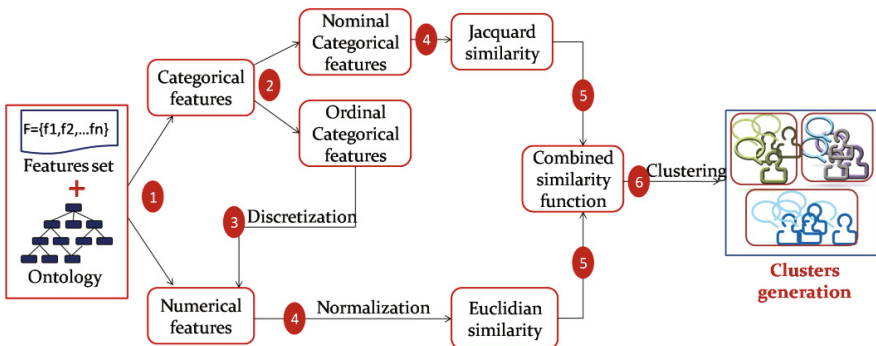 F={f1,f2,...fn}
Features set
+
Ontology
1
Categorical
features
2
Nominal
Categorical
features
4
Jacquard
similarity
5
Ordinal
Categorical
features
3
Discretization
Numerical
features
4
Normalization
Euclidian
similarity
5
Combined
similarity
function
6
Clustering
Clusters
generation